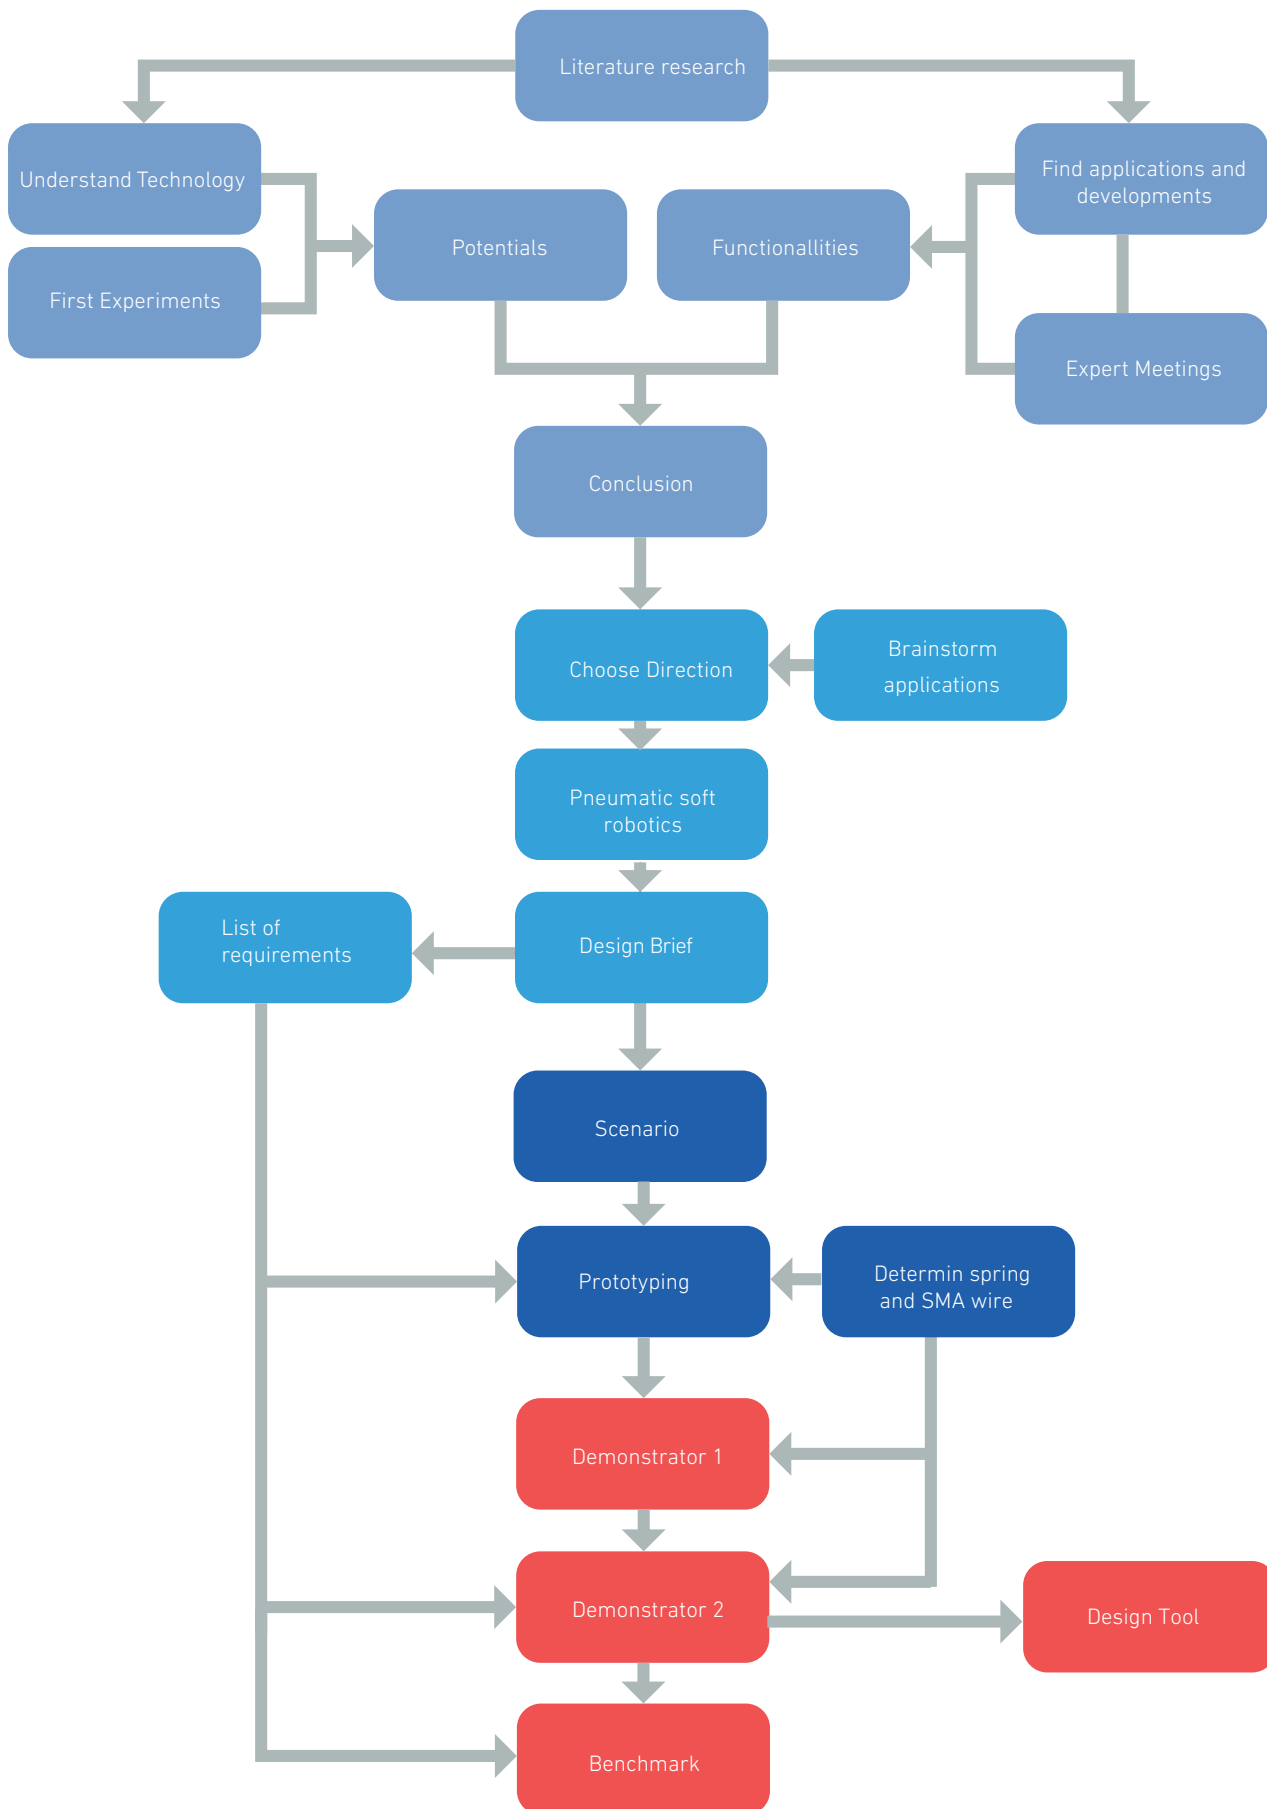 Literature research
Understand Technology
Find applications and
developments
Potentials
Functionallities
First Experiments
Expert Meetings
Conclusion
Choose Direction
Brainstorm
applications
Pneumatic soft
robotics
List of
requirements
Design Brief
Scenario
Prototyping
Determin spring
and SMA wire
Demonstrator 1
Demonstrator 2
Design Tool
Benchmark